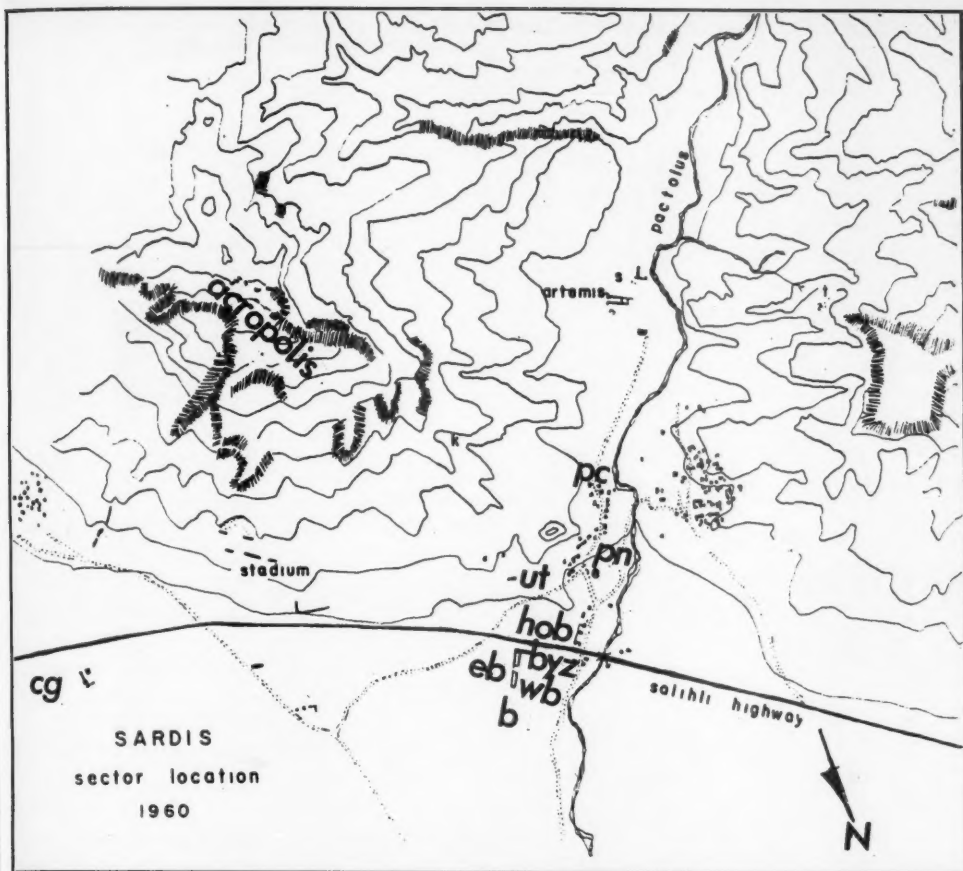 pactolus
s L
artemis
t
acropolis
k
pc
pn
stadium
ut
hob
byz
eb
wb
b
salihli highway
cg
SARDIS
sector location
1960
N